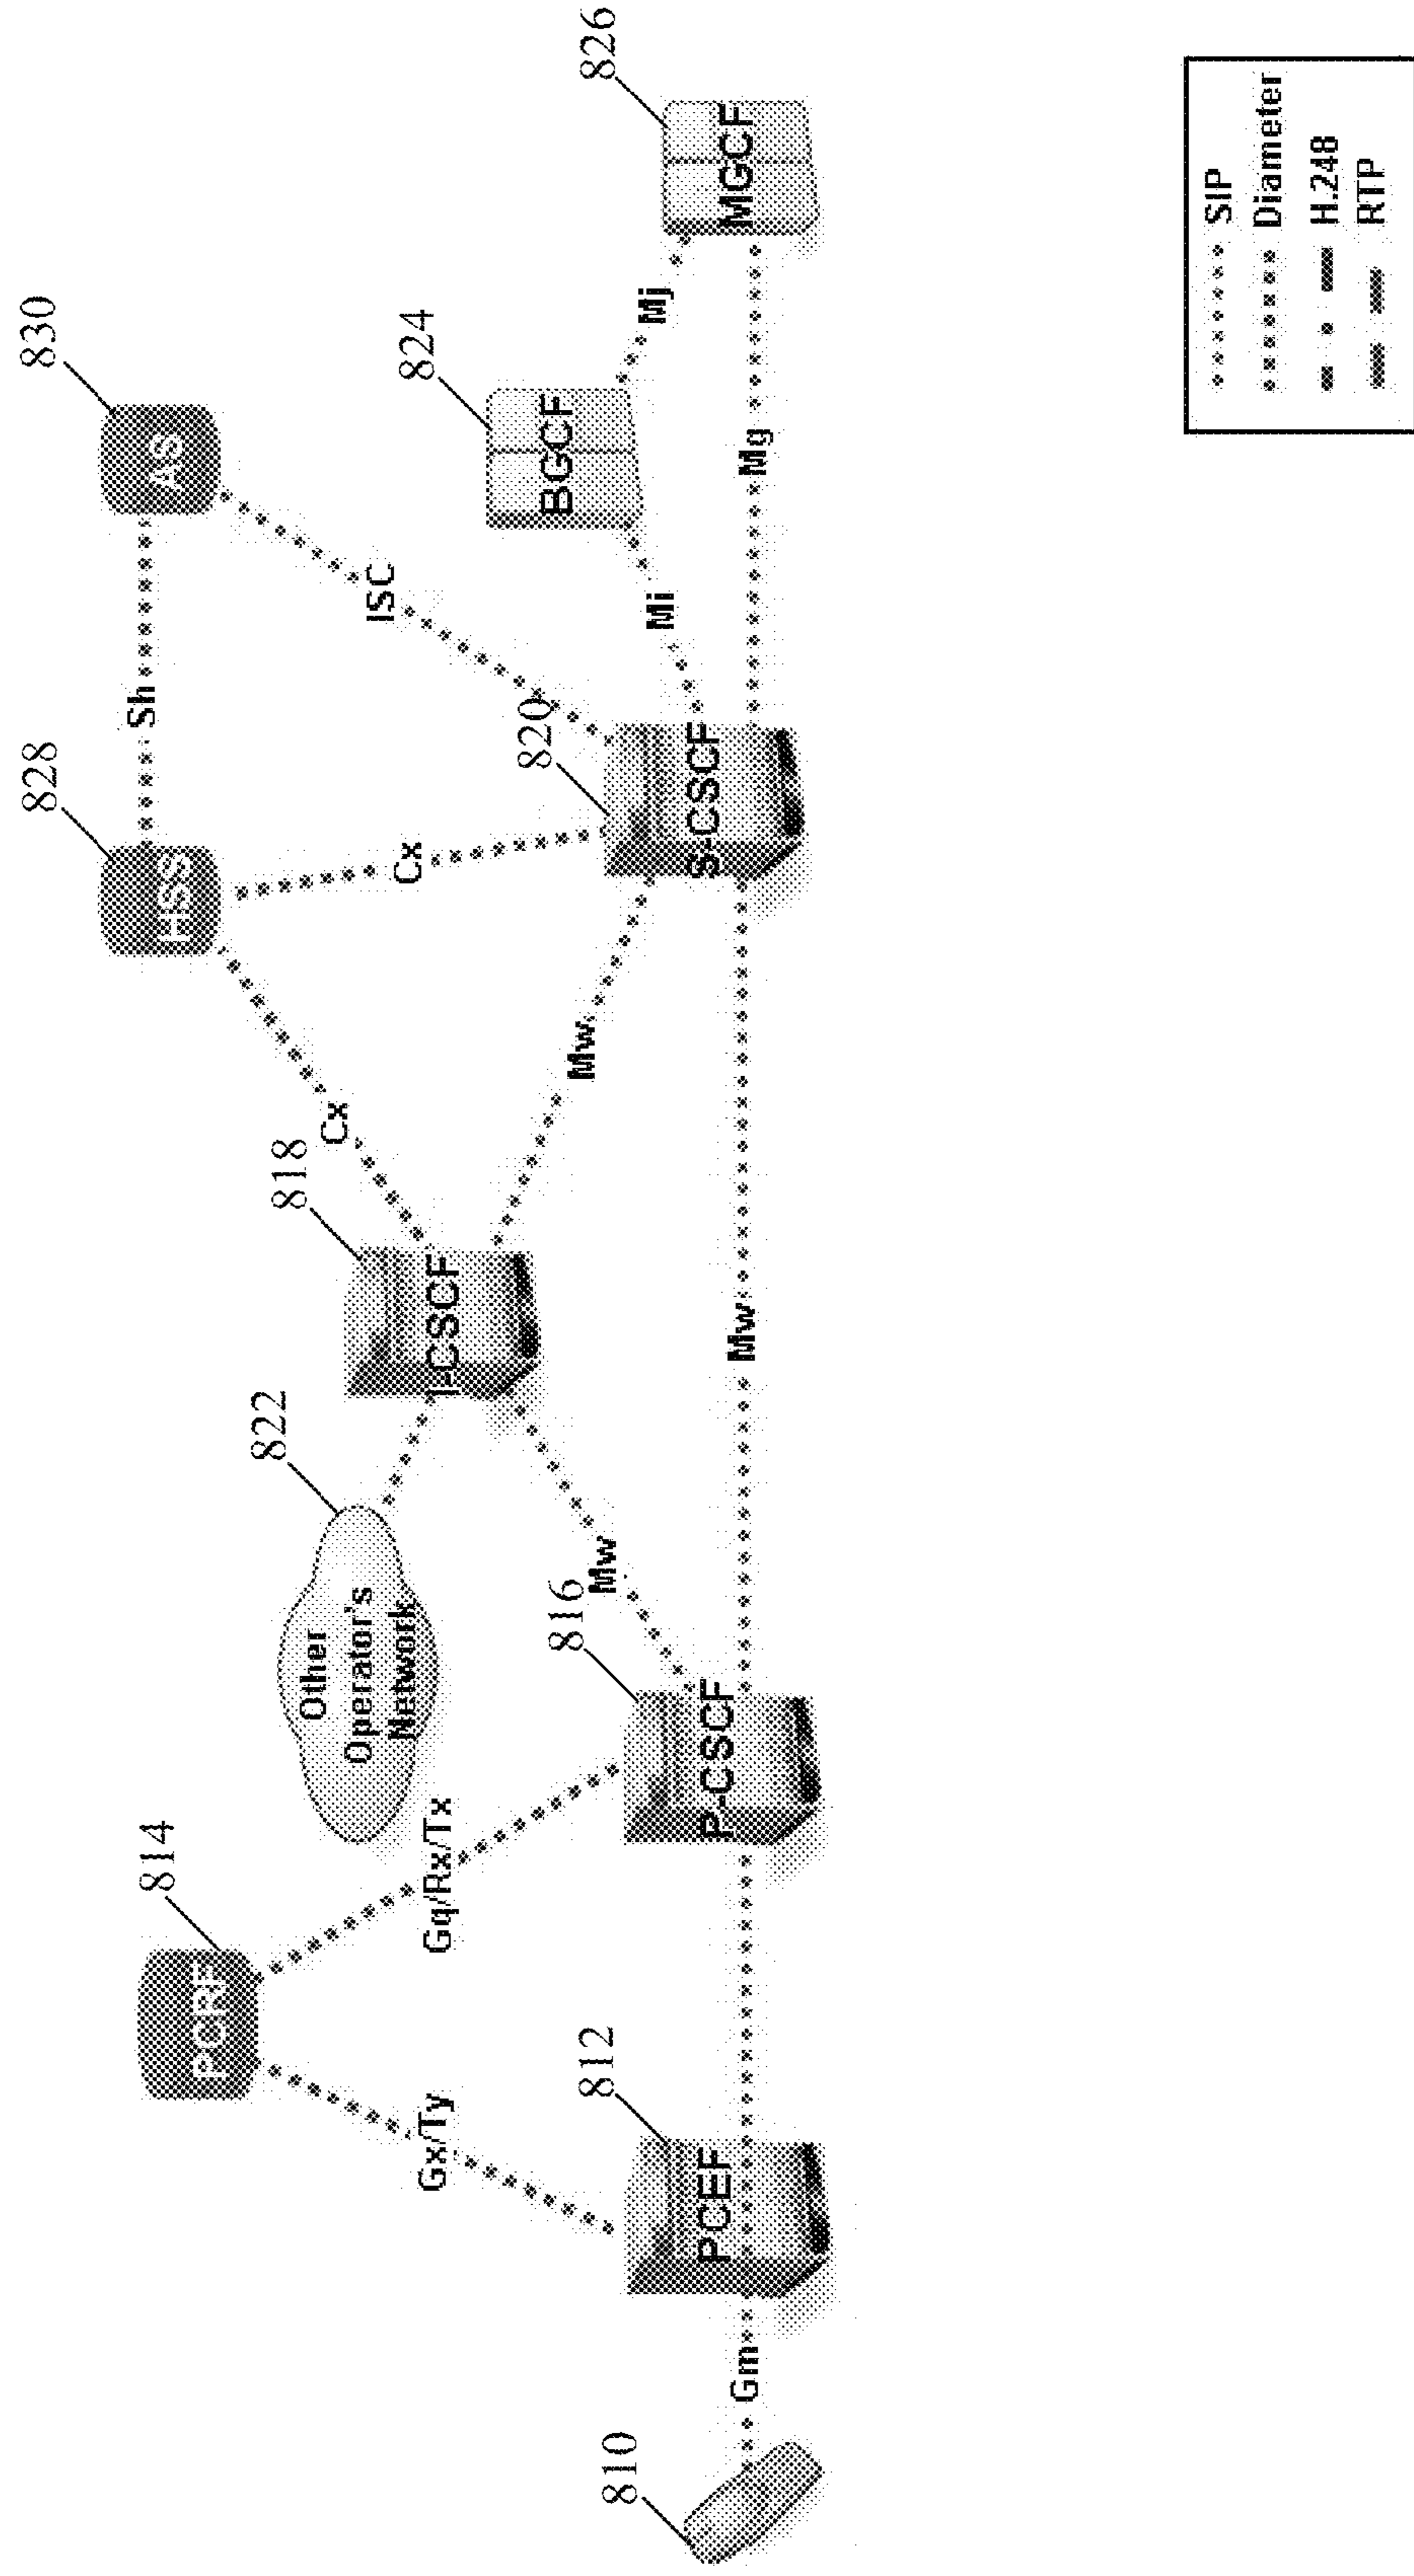 810
Gm
PCEF
812
Gx/Ty
PCRF
814
Gq/Rx/Tx
P-CSCF
816
Other
Operator's
Network
822
Mw
Mw
I-CSCF
818
Cx
Mw
HSS
828
Cx
S-CSCF
820
Sh
ISC
AS
830
Mi
BGCF
824
Mj
Mg
MGCF
826
SIP
Diameter
H.248
RTP